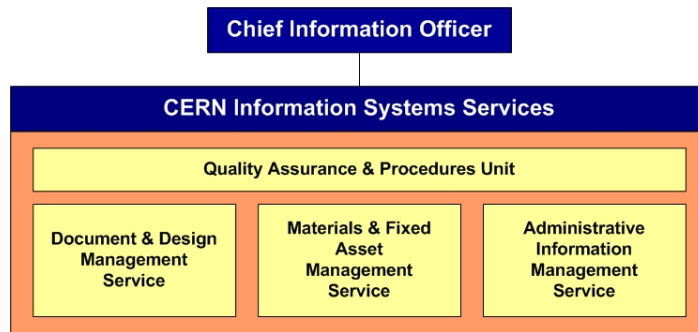 Chief Information Officer
CERN Information Systems Services
Quality Assurance & Procedures Unit
Document & Design
Management
Service
Materials & Fixed
Asset
Management
Service
Administrative
Information
Management
Service